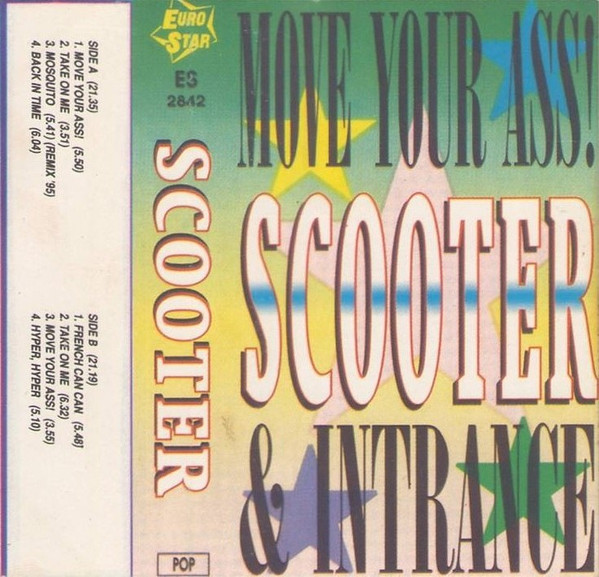 SIDE A (21.35)
1. MOVE YOUR ASS! (5.50)
2. TAKE ON ME (3.51)
3. MOSQUITO (5.41) (REMIX '95)
4. BACK IN TIME (6.04)
SIDE B (21.19)
1. FRENCH CAN CAN (5.48]
2. TAKE ON ME (6.32)
3. MOVE YOUR ASS! (3.55)
4. HYPER, HYPER (5.10)
EURO
STAR
ES
2842
SCOOTER
POP
MOVE YOUR ASS!
SCOOTER
& INTRANCE